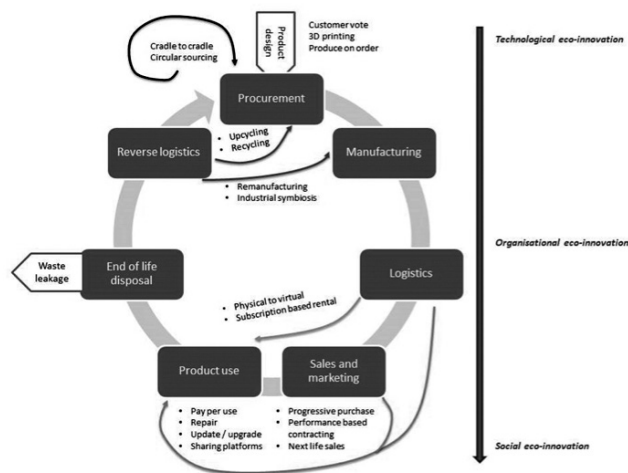 Customer vote
3D printing
Produce on order
Product
design
Technological eco-innovation
Cradle to cradle
Circular sourcing
Procurement
• Upcycling
• Recycling
Reverse logistics
Manufacturing
• Remanufacturing
• Industrial symbiosis
Organizational eco-innovation
Waste
leakage
End of life
disposal
Logistics
• Physical to virtual
• Subscription based rental
Product use
Sales and
marketing
• Pay per use
• Repair
• Update / upgrade
• Sharing platforms
• Progressive purchase
• Performance based
contracting
• Next life sales
Social eco-innovation